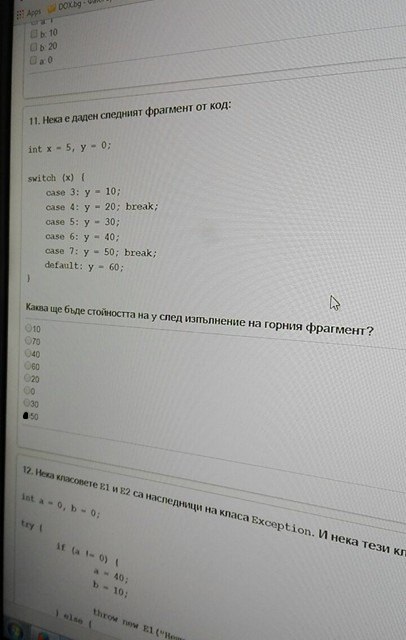 Apps DOX.bg -
b: 10
b: 20
a: 0
11. Нека е даден следният фрагмент от код:
int x = 5, y = 0;
switch (x) {
case 3: y = 10;
case 4: y = 20; break;
case 5: y = 30;
case 6: y = 40;
case 7: y = 50; break;
default: y = 60;
}
Каква ще бъде стойността на y след изпълнение на горния фрагмент?
10
70
40
60
20
0
30
50
12. Нека класовете E1 и E2 са наследници на класа Exception. И нека тези кл
int a = 0, b = 0;
try {
if (a != 0) {
a = 40;
b = 10;
throw new E1("
} else {